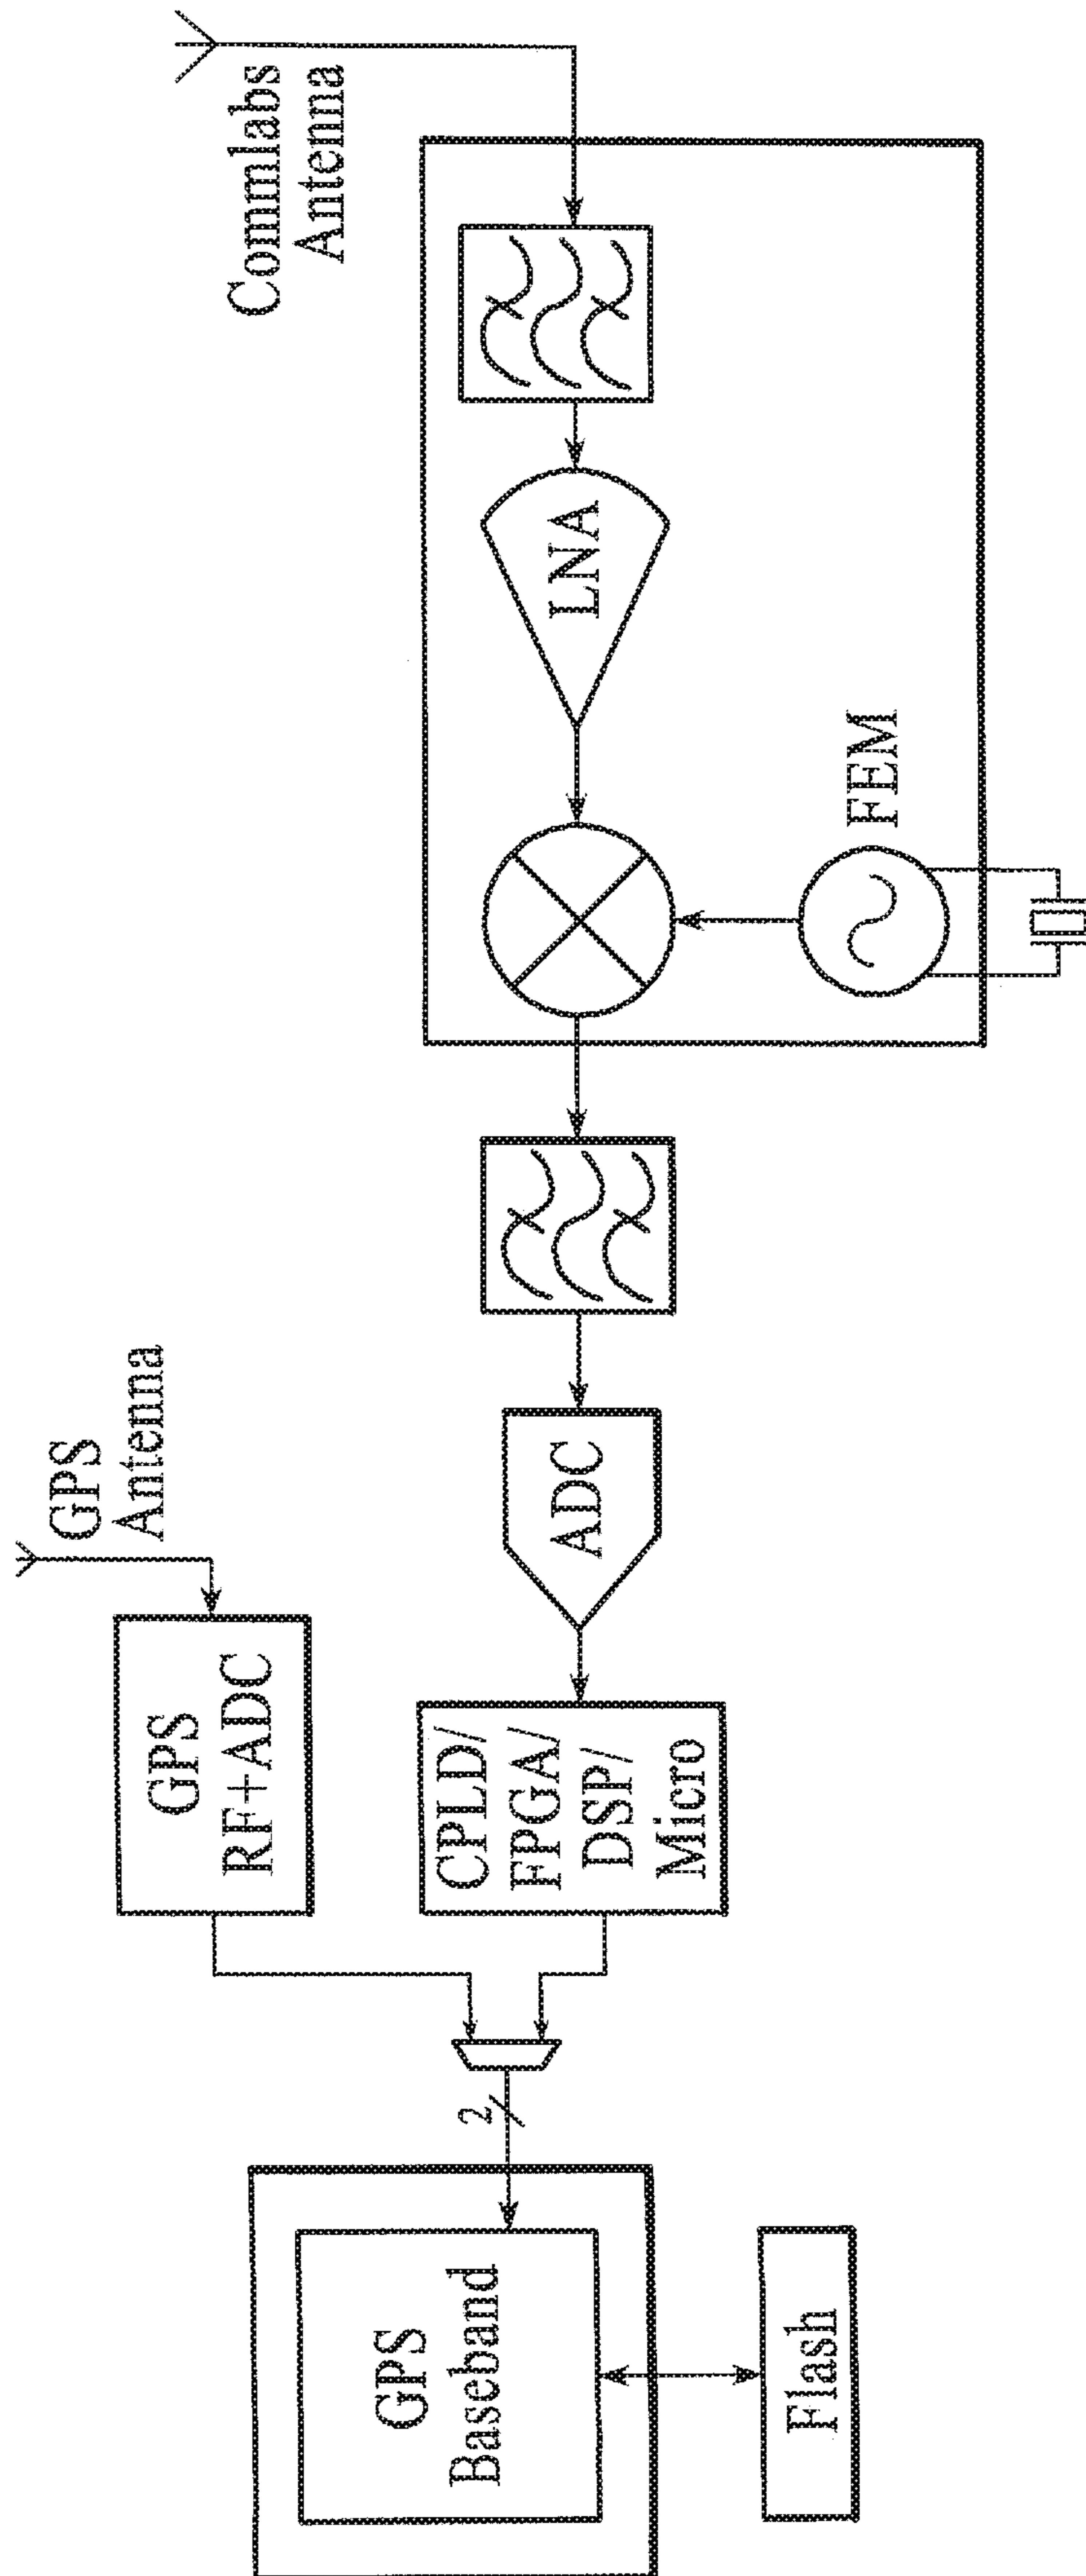 GPS
Antenna
GPS
RF+ADC
Commlabs
Antenna
GPS
Baseband
2
CPLD/
FPGA/
DSP/
Micro
ADC
LNA
FEM
Flash